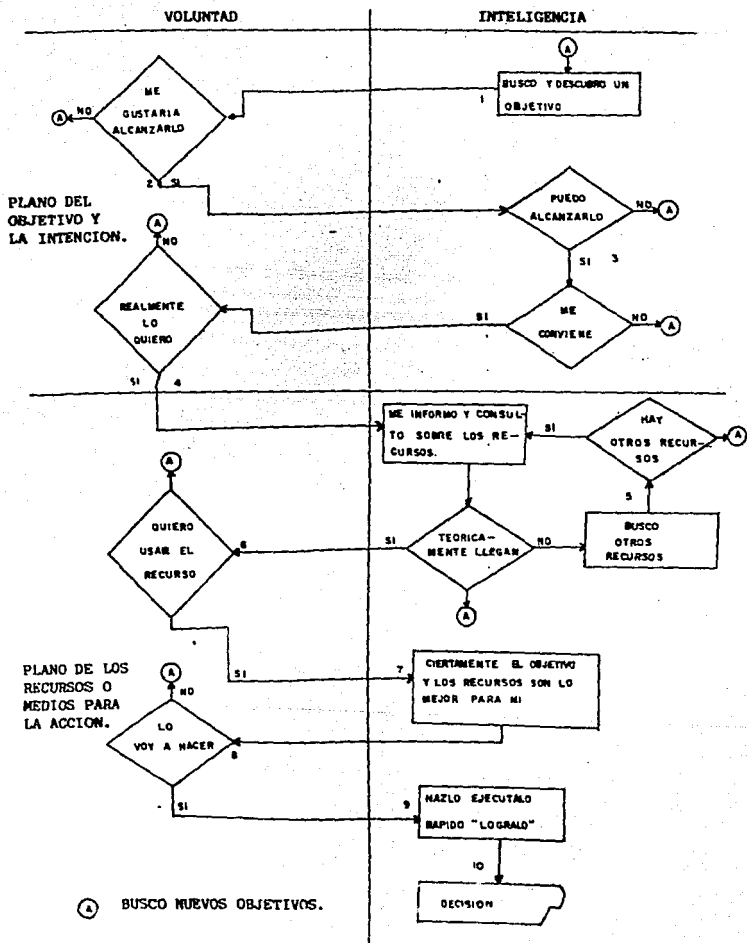 VOLUNTAD
INTELIGENCIA
A
BUSCO Y DESCUBRO UN
OBJETIVO
1
ME
GUSTARIA
ALCANZARLO
NO
A
2 SI
PLANO DEL
OBJETIVO Y
LA INTENCION.
PUEDO
ALCANZARLO
NO
A
SI 3
A
NO
REALMENTE
LO
QUIERO
ME
CONVIENE
SI
NO
A
SI 4
ME INFORMO Y CONSUL-
TO SOBRE LOS RE-
CURSOS.
SI
HAY
OTROS RECUR-
SOS
A
5
BUSCO
OTROS
RECURSOS
TEORICA-
MENTE LLEGAN
SI
NO
A
A
QUIERO
USAR EL
RECURSO
6
SI
7
CIERTAMENTE EL OBJETIVO
Y LOS RECURSOS SON LO
MEJOR PARA MI
PLANO DE LOS
RECURSOS O
MEDIOS PARA
LA ACCION.
A
NO
LO
VOY A HACER
8
SI
9
HAZLO EJECUTALO
RAPIDO "LOGRALO"
10
DECISION
A BUSCO NUEVOS OBJETIVOS.